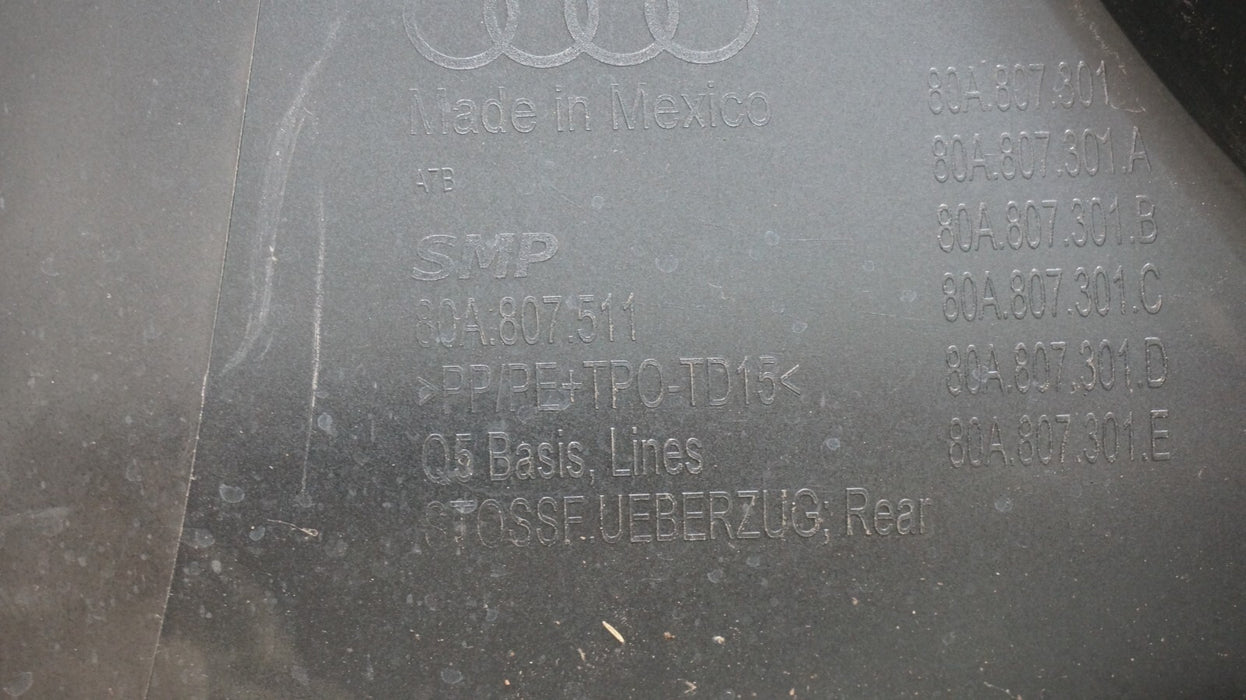 Made in Mexico
A7B
SMP
80A.807.511
>PP/PE+TPO-TD15<
Q5 Basis, Lines
STOSSF.UEBERZUG; Rear
80A.807.301
80A.807.301.A
80A.807.301.B
80A.807.301.C
80A.807.301.D
80A.807.301.E